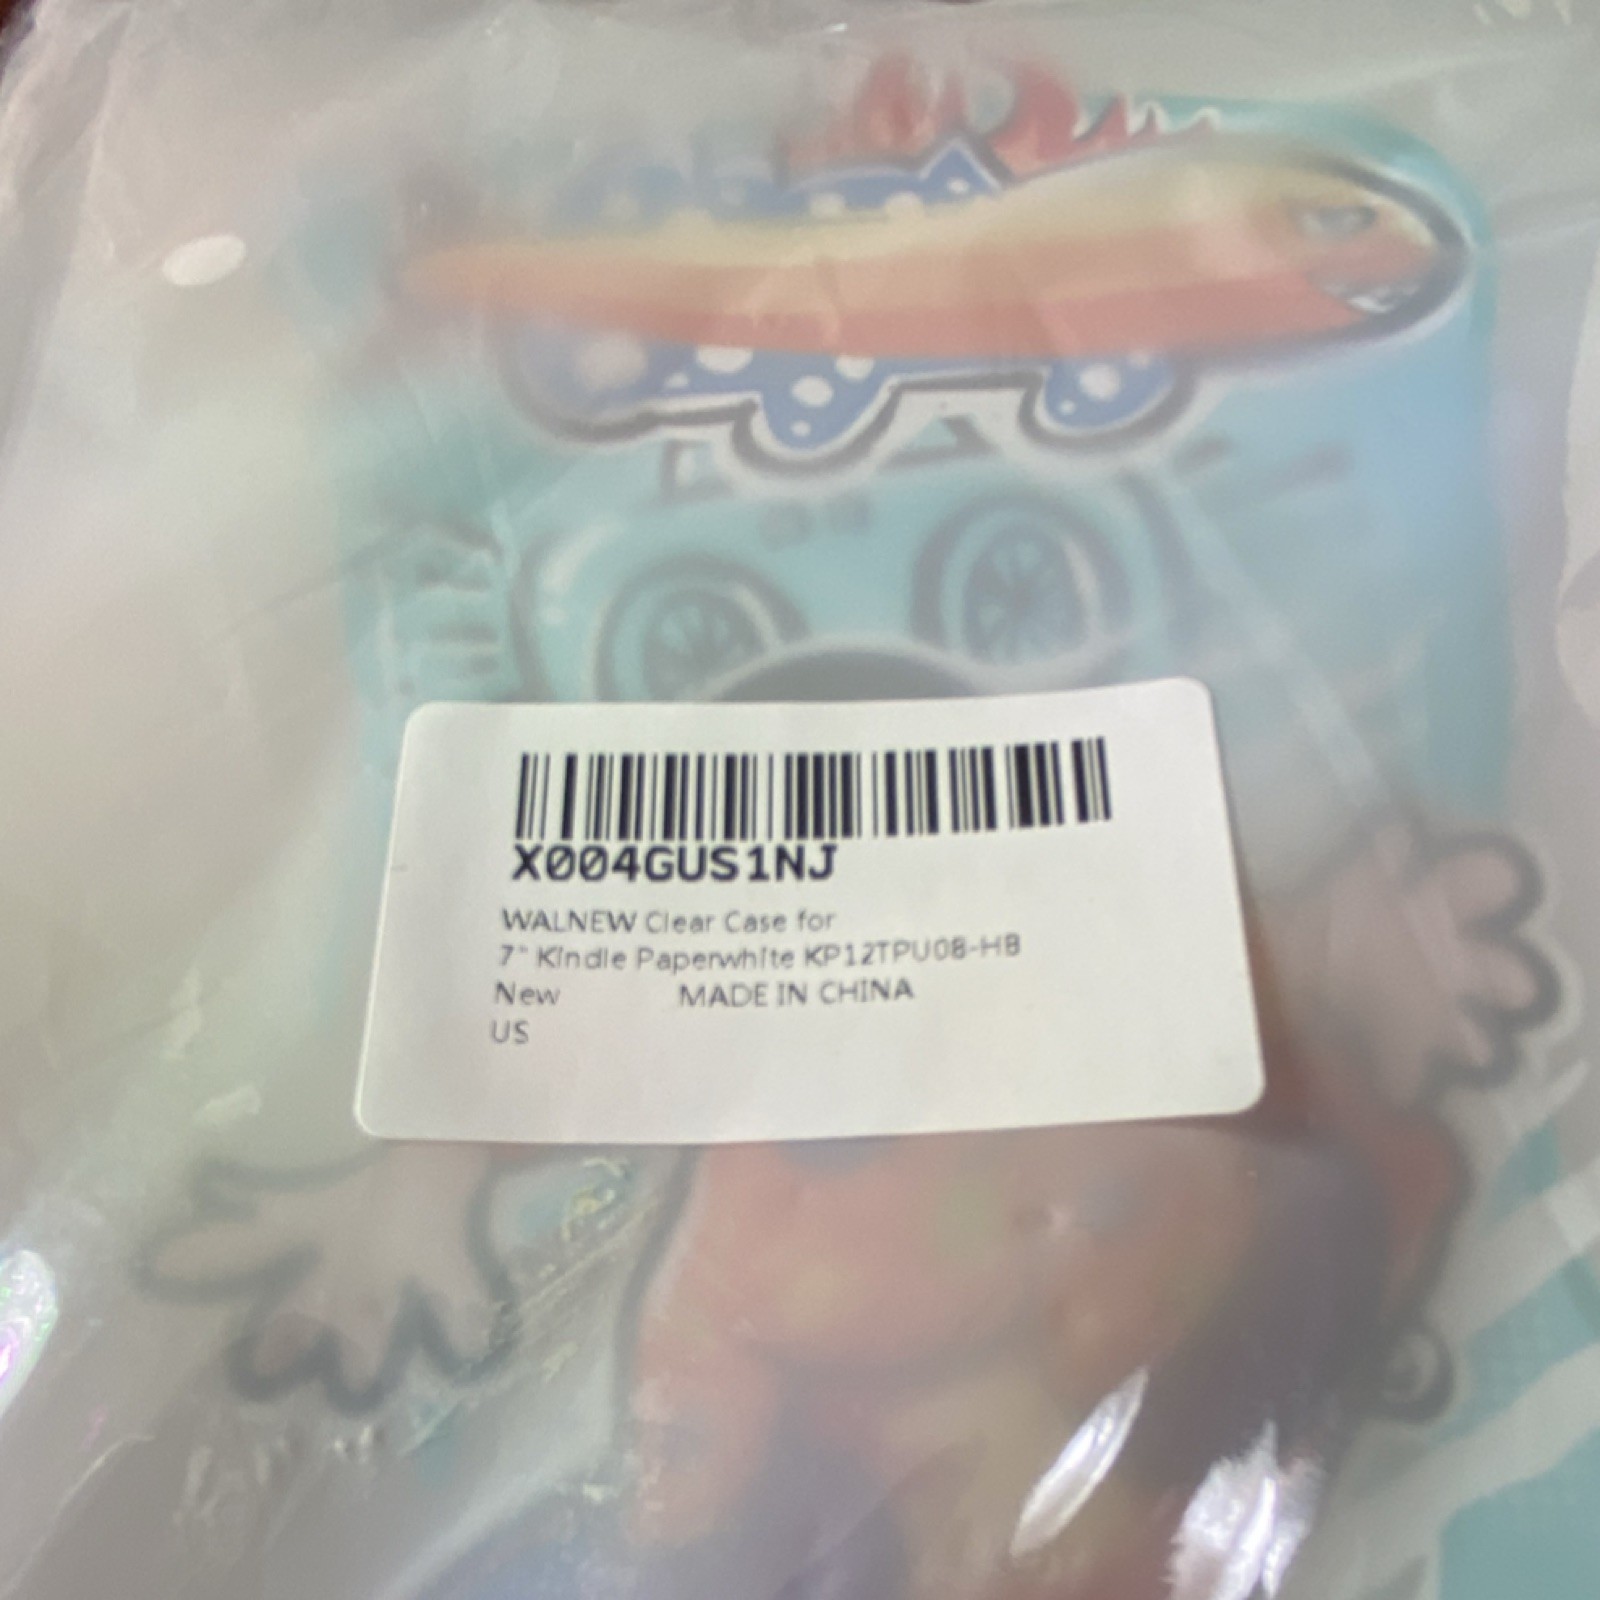 X004GUS1NJ
WALNEW Clear Case for
7" Kindle Paperwhite KP12TPU08-HB
New MADE IN CHINA
US